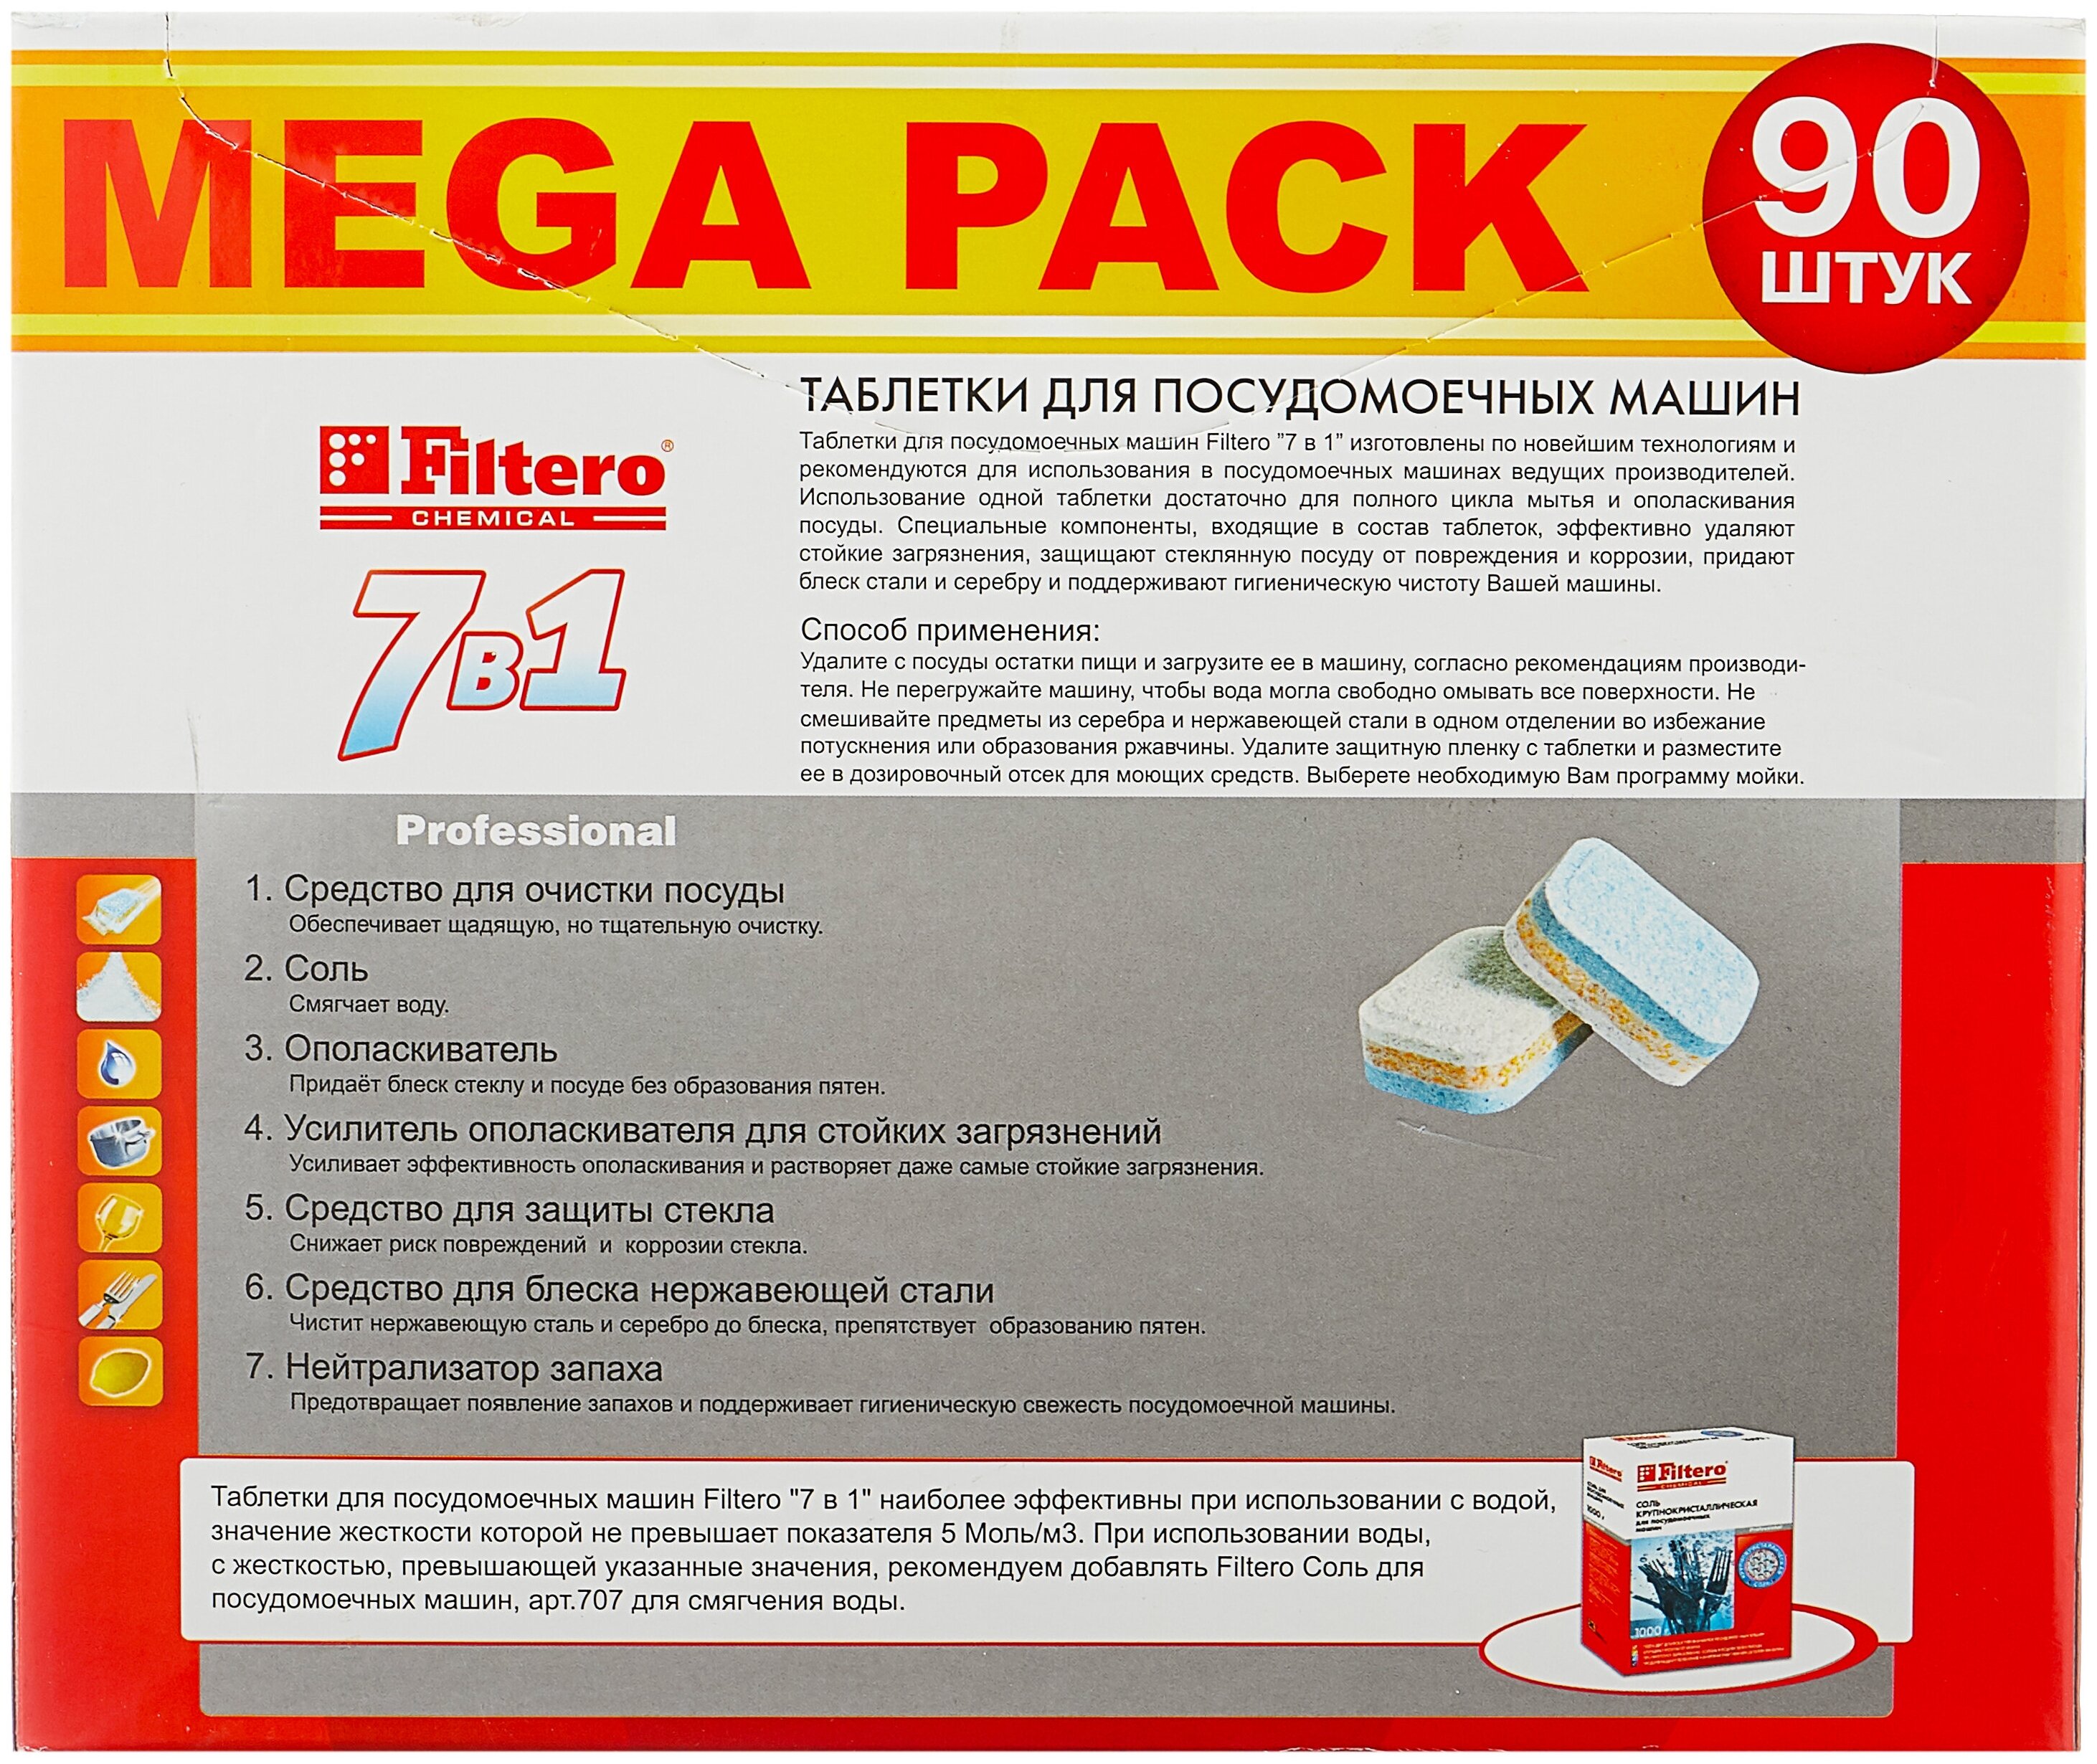 MEGA PACK
90
ШТУК
ТАБЛЕТКИ ДЛЯ ПОСУДОМОЕЧНЫХ МАШИН
Таблетки для посудомоечных машин Filtero ”7 в 1” изготовлены по новейшим технологиям и
рекомендуются для использования в посудомоечных машинах ведущих производителей.
Использование одной таблетки достаточно для полного цикла мытья и ополаскивания
посуды. Специальные компоненты, входящие в состав таблеток, эффективно удаляют
стойкие загрязнения, защищают стеклянную посуду от повреждения и коррозии, придают
блеск стали и серебру и поддерживают гигиеническую чистоту Вашей машины.
Filtero®
CHEMICAL
7 в 1
Способ применения:
Удалите с посуды остатки пищи и загрузите ее в машину, согласно рекомендациям производи-
теля. Не перегружайте машину, чтобы вода могла свободно омывать все поверхности. Не
смешивайте предметы из серебра и нержавеющей стали в одном отделении во избежание
потускнения или образования ржавчины. Удалите защитную пленку с таблетки и разместите
ее в дозировочный отсек для моющих средств. Выберете необходимую Вам программу мойки.
Professional
1. Средство для очистки посуды
Обеспечивает щадящую, но тщательную очистку.
2. Соль
Смягчает воду.
3. Ополаскиватель
Придаёт блеск стеклу и посуде без образования пятен.
4. Усилитель ополаскивателя для стойких загрязнений
Усиливает эффективность ополаскивания и растворяет даже самые стойкие загрязнения.
5. Средство для защиты стекла
Снижает риск повреждений и коррозии стекла.
6. Средство для блеска нержавеющей стали
Чистит нержавеющую сталь и серебро до блеска, препятствует образованию пятен.
7. Нейтрализатор запаха
Предотвращает появление запахов и поддерживает гигиеническую свежесть посудомоечной машины.
Таблетки для посудомоечных машин Filtero "7 в 1" наиболее эффективны при использовании с водой,
значение жесткости которой не превышает показателя 5 Моль/м3. При использовании воды,
с жесткостью, превышающей указанные значения, рекомендуем добавлять Filtero Соль для
посудомоечных машин, арт.707 для смягчения воды.
Filtero
Filtero
CHEMICAL
СОЛЬ
КРУПНОКРИСТАЛЛИЧЕСКАЯ
для посудомоечных
машин
1000 г
1000 г